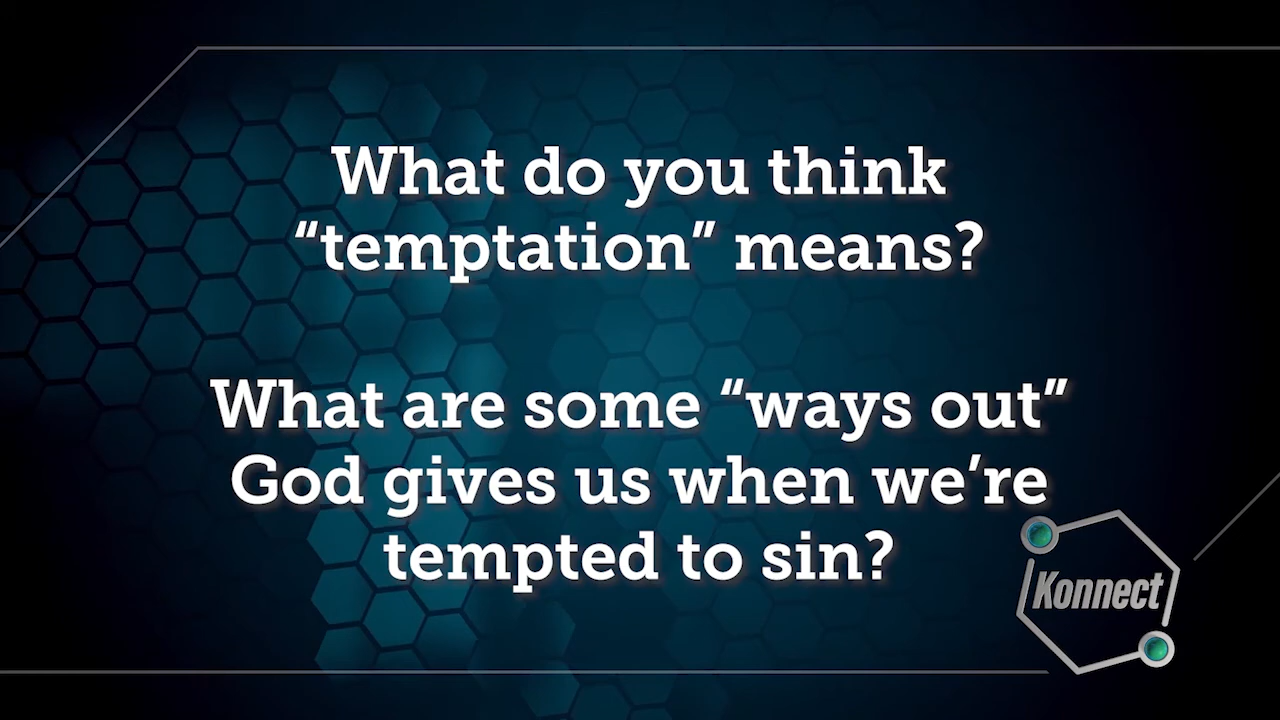 What do you think
“temptation” means?
What are some “ways out”
God gives us when we’re
tempted to sin?
Konnect